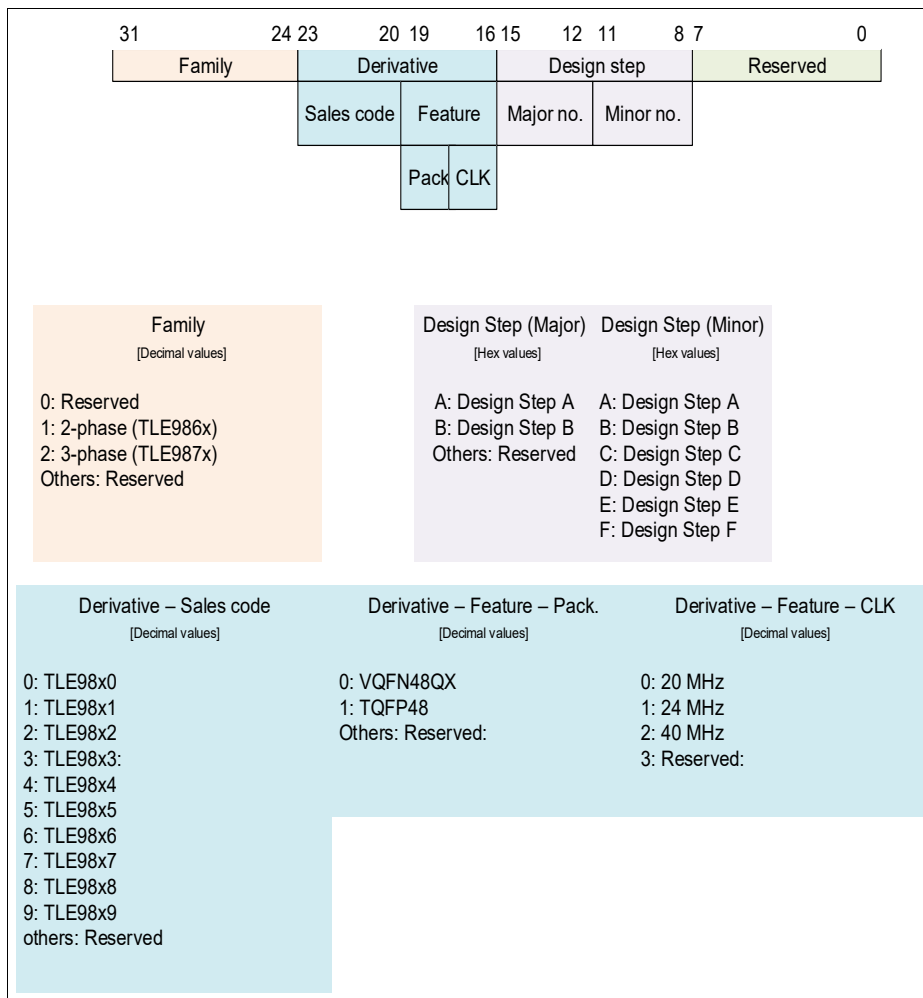 31 24 23 20 19 16 15 12 11 8 7 0
Family Derivative Design step Reserved
Sales code Feature Major no. Minor no.
Pack CLK
Family
[Decimal values]
0: Reserved
1: 2-phase (TLE986x)
2: 3-phase (TLE987x)
Others: Reserved
Design Step (Major)
[Hex values]
A: Design Step A
B: Design Step B
Others: Reserved
Design Step (Minor)
[Hex values]
A: Design Step A
B: Design Step B
C: Design Step C
D: Design Step D
E: Design Step E
F: Design Step F
Derivative – Sales code
[Decimal values]
0: TLE98x0
1: TLE98x1
2: TLE98x2
3: TLE98x3:
4: TLE98x4
5: TLE98x5
6: TLE98x6
7: TLE98x7
8: TLE98x8
9: TLE98x9
others: Reserved
Derivative – Feature – Pack.
[Decimal values]
0: VQFN48QX
1: TQFP48
Others: Reserved:
Derivative – Feature – CLK
[Decimal values]
0: 20 MHz
1: 24 MHz
2: 40 MHz
3: Reserved: